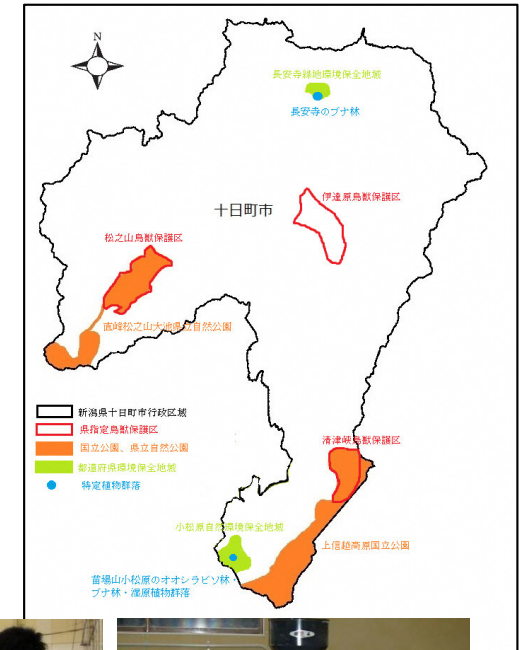 N
長安寺緑地環境保全地域
長安寺のブナ林
伊達原鳥獣保護区
十日町市
松之山鳥獣保護区
直峰松之山大池県立自然公園
新潟県十日町市行政区域
県指定鳥獣保護区
国立公園、県立自然公園
都道府県環境保全地域
特定植物群落
清津峡鳥獣保護区
小松原自然環境保全地域
上信越高原国立公園
苗場山小松原のオオシラビソ林・
ブナ林・湿原植物群落